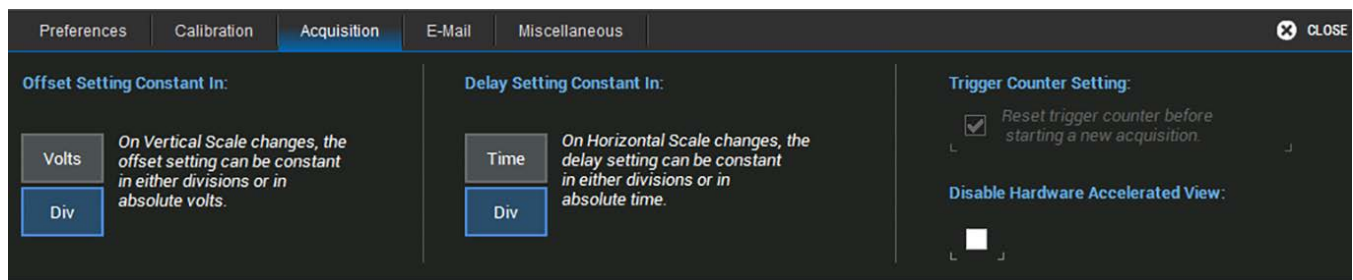 Preferences
Calibration
Acquisition
E-Mail
Miscellaneous
CLOSE
Offset Setting Constant In:
Volts
Div
On Vertical Scale changes, the
offset setting can be constant
in either divisions or in
absolute volts.
Delay Setting Constant In:
Time
Div
On Horizontal Scale changes, the
delay setting can be constant
in either divisions or in
absolute time.
Trigger Counter Setting:
Reset trigger counter before
starting a new acquisition.
Disable Hardware Accelerated View: